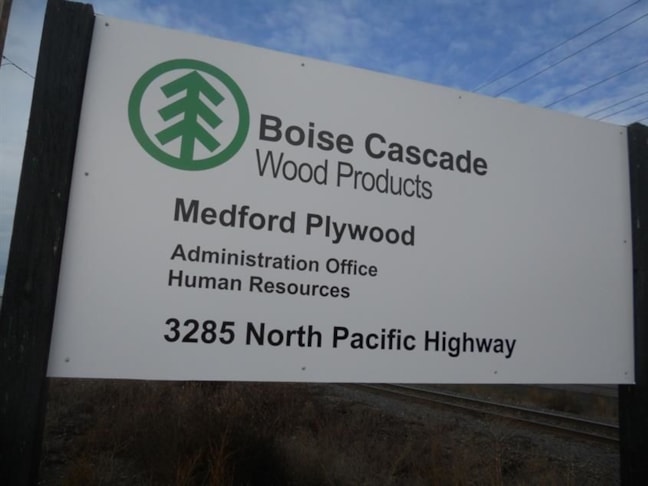 Boise Cascade
Wood Products
Medford Plywood
Administration Office
Human Resources
3285 North Pacific Highway